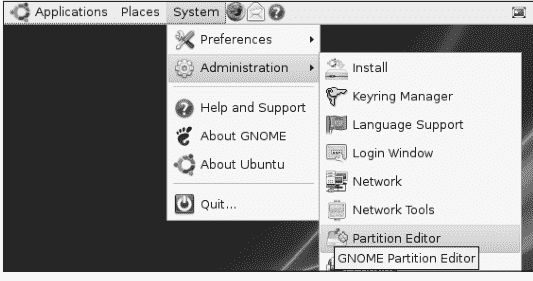 Applications Places System
Preferences
Administration
Help and Support
About GNOME
About Ubuntu
Quit...
Install
Keyring Manager
Language Support
Login Window
Network
Network Tools
Partition Editor
GNOME Partition Editor